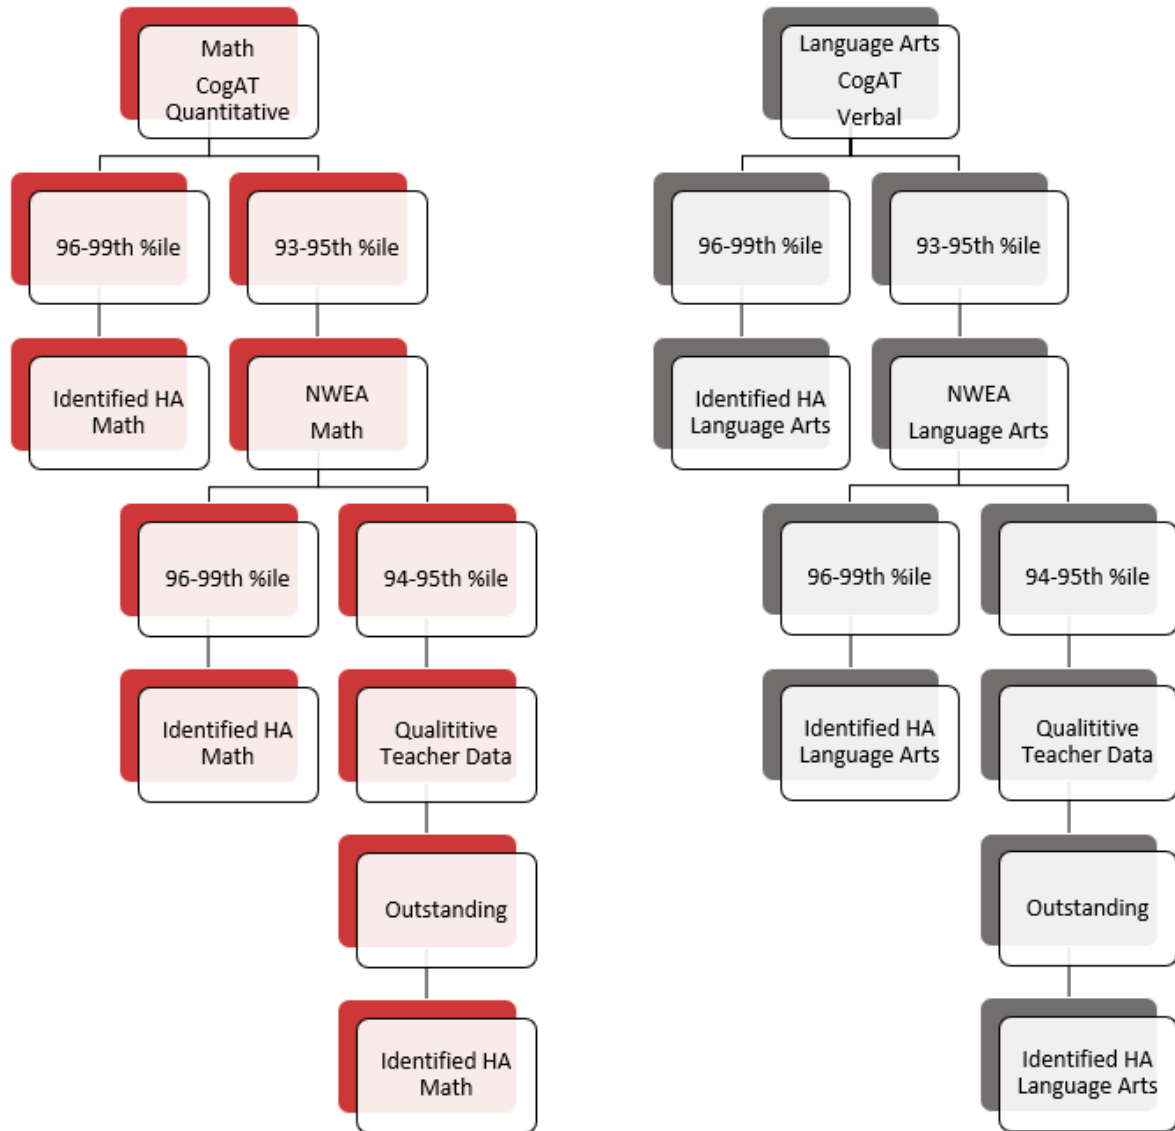 Math
CogAT
Quantitative
96-99th %ile
93-95th %ile
Identified HA
Math
NWEA
Math
96-99th %ile
94-95th %ile
Identified HA
Math
Qualititive
Teacher Data
Outstanding
Identified HA
Math
Language Arts
CogAT
Verbal
96-99th %ile
93-95th %ile
Identified HA
Language Arts
NWEA
Language Arts
96-99th %ile
94-95th %ile
Identified HA
Language Arts
Qualititive
Teacher Data
Outstanding
Identified HA
Language Arts